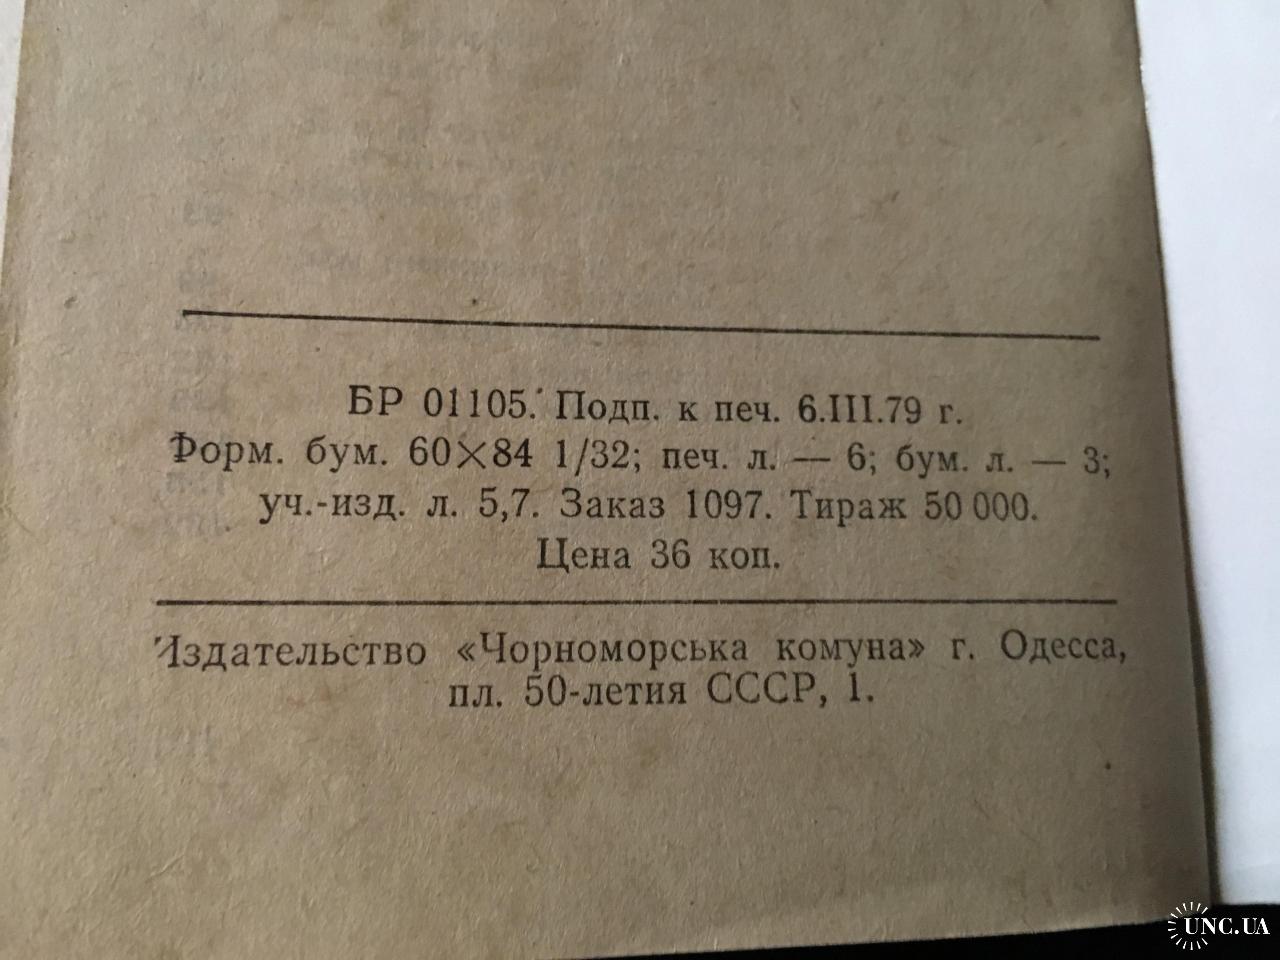 БР 01105. Подп. к печ. 6.III.79 г.
Форм. бум. 60×84 1/32; печ. л. — 6; бум. л. — 3;
уч.-изд. л. 5,7. Заказ 1097. Тираж 50 000.
Цена 36 коп.
Издательство «Чорноморська комуна» г. Одесса,
пл. 50-летия СССР, 1.
UNC.UA